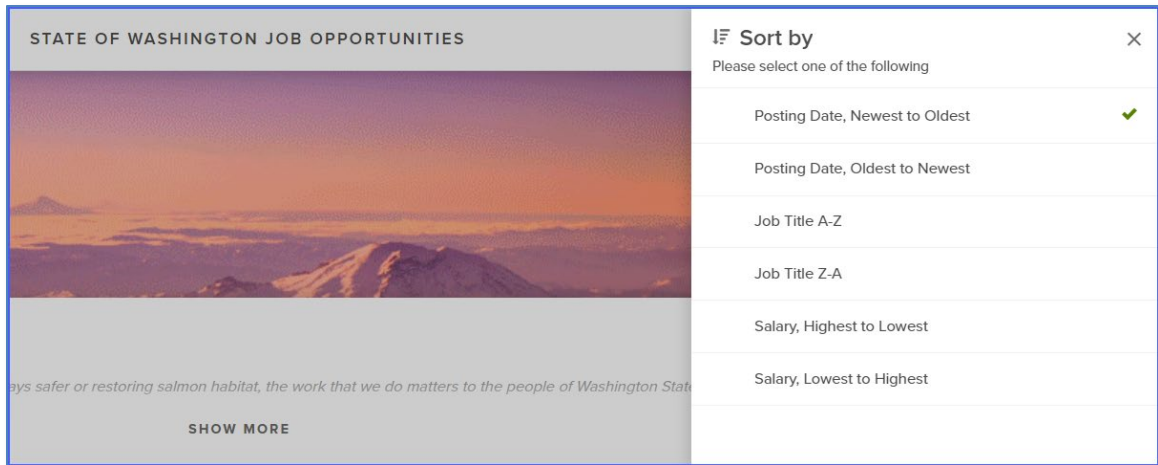 STATE OF WASHINGTON JOB OPPORTUNITIES
safer or restoring salmon habitat, the work that we do matters to the people of Washington
SHOW MORE
Sort by
Please select one of the following
Posting Date, Newest to Oldest
Posting Date, Oldest to Newest
Job Title A-Z
Job Title Z-A
Salary, Highest to Lowest
Salary, Lowest to Highest